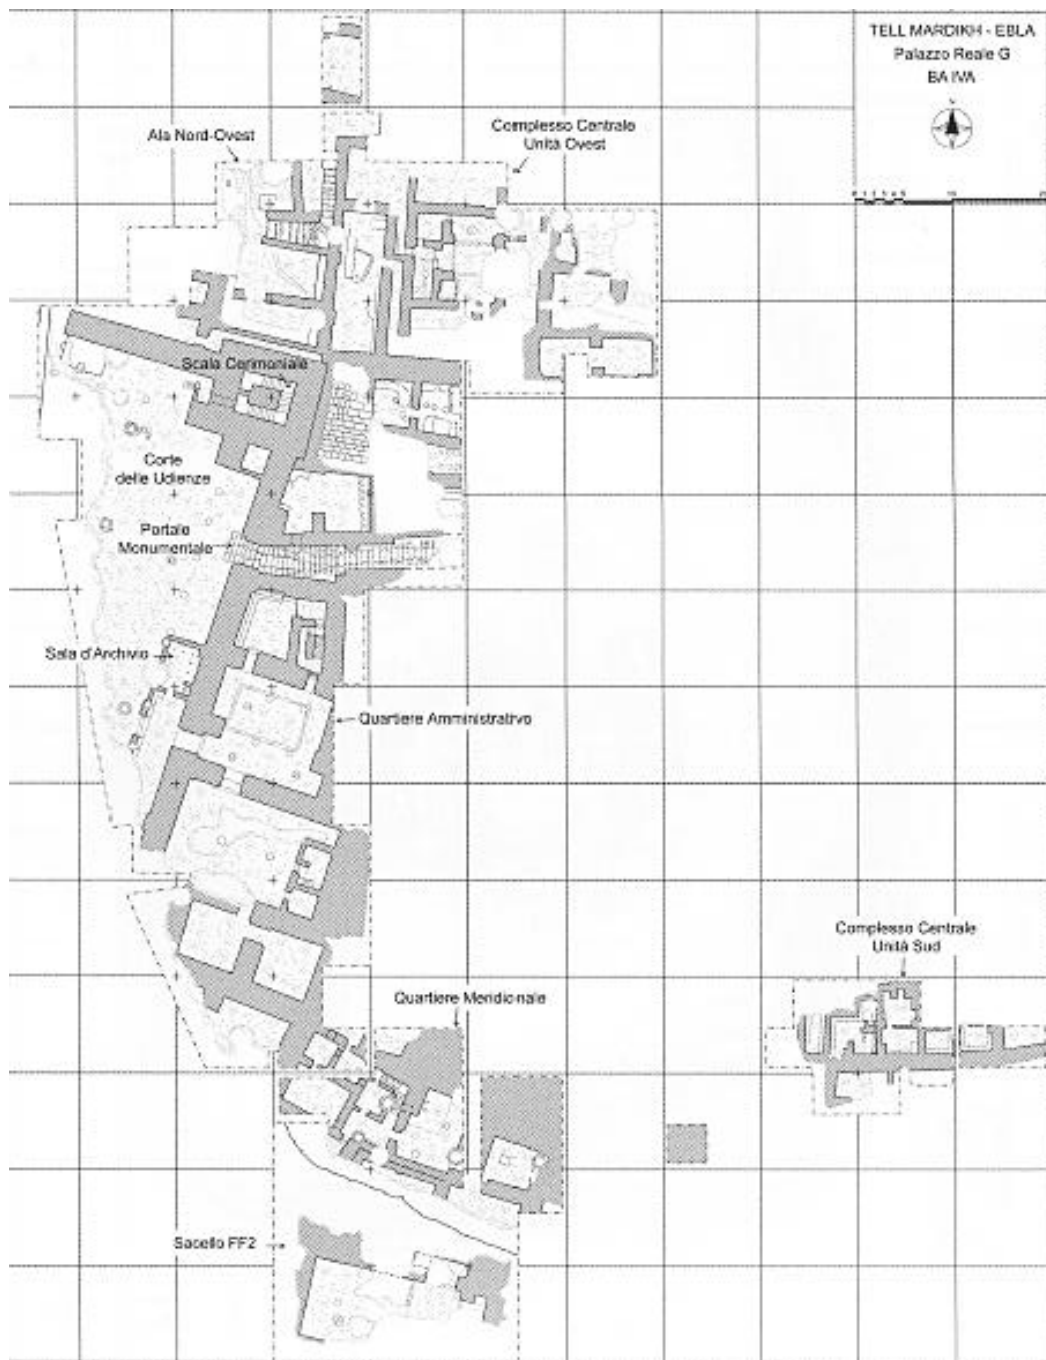 TELL MARDIKH - EBLA
Palazzo Reale G
BA IVA
N
Ala Nord-Ovest
Complesso Centrale
Unità Ovest
Scala Cerimoniale
Corte
delle Udienze
Portale
Monumentale
Sala d'Archivio
Quartiere Amministrativo
Complesso Centrale
Unità Sud
Quartiere Meridionale
Sacello FF2